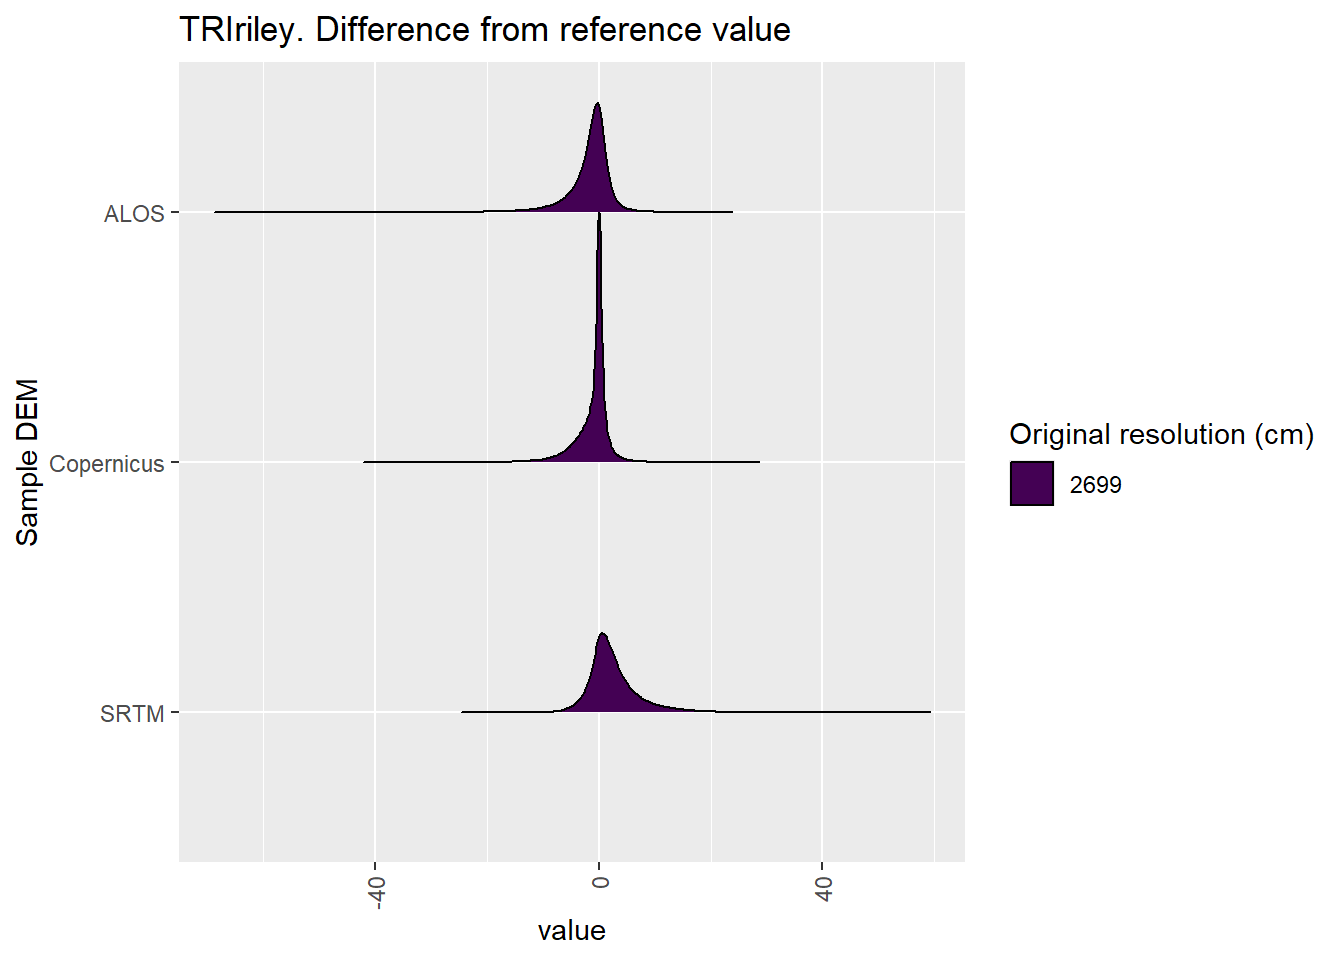 TRIriley. Difference from reference value
ALOS
Copernicus
SRTM
Sample DEM
-40
0
40
value
Original resolution (cm)
2699